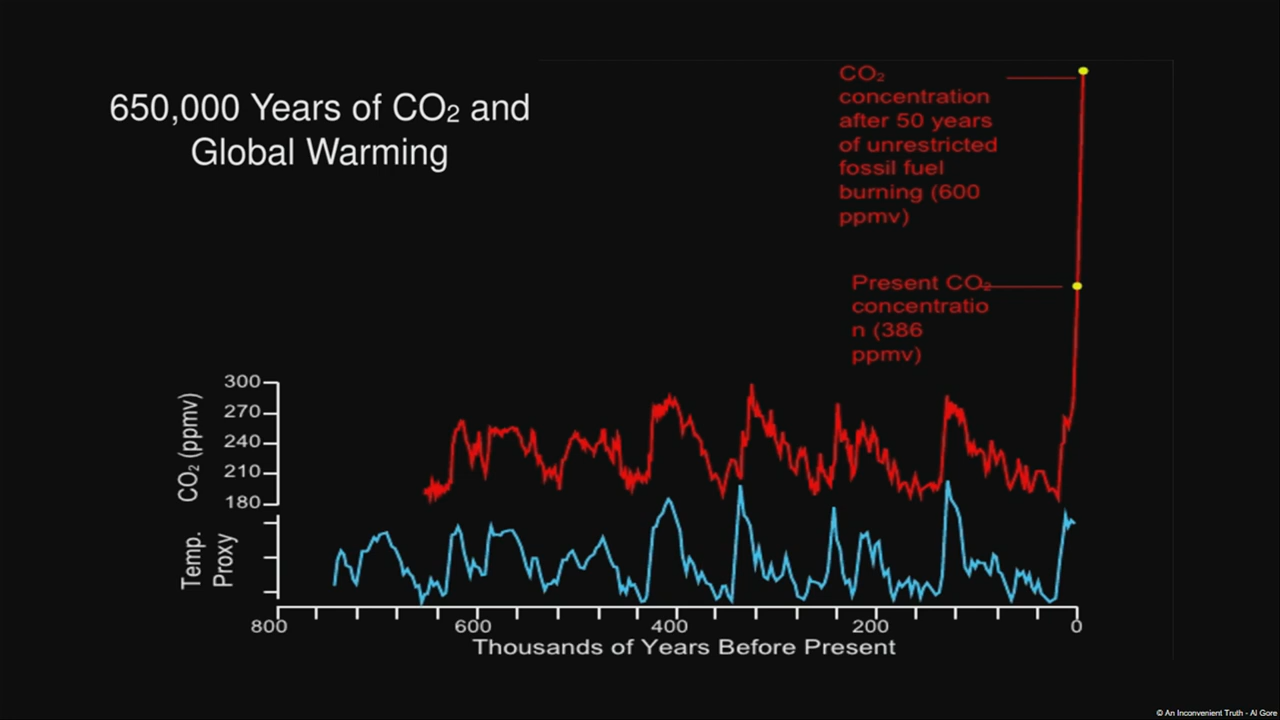 650,000 Years of CO₂ and
Global Warming
CO₂
concentration
after 50 years
of unrestricted
fossil fuel
burning (600
ppmv)
Present CO₂
concentratio
n (386
ppmv)
CO₂ (ppmv)
300
270
240
210
180
Temp.
Proxy
800
600
400
200
0
Thousands of Years Before Present
© An Inconvenient Truth - Al Gore